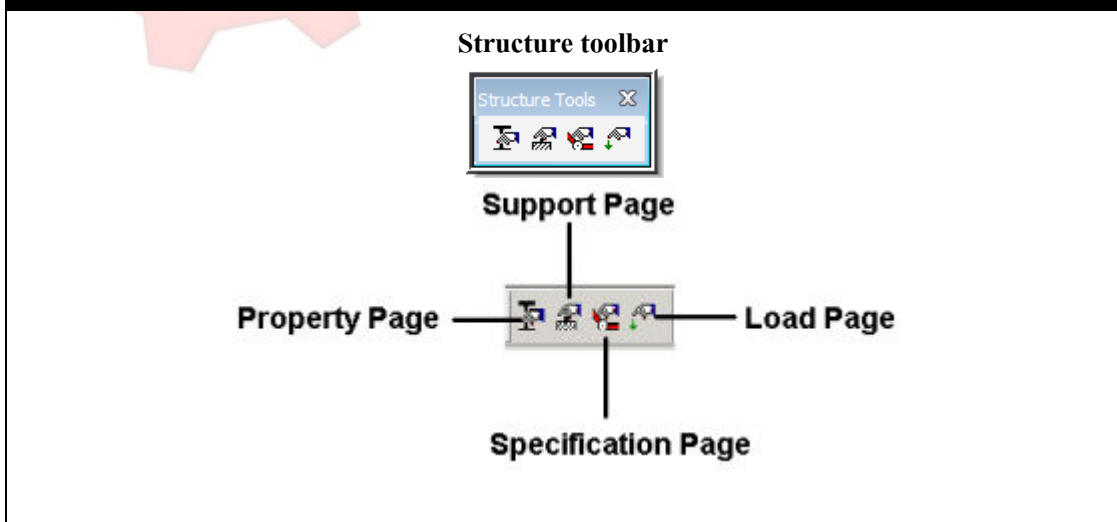 Structure toolbar
Structure Tools
Support Page
Property Page
Load Page
Specification Page